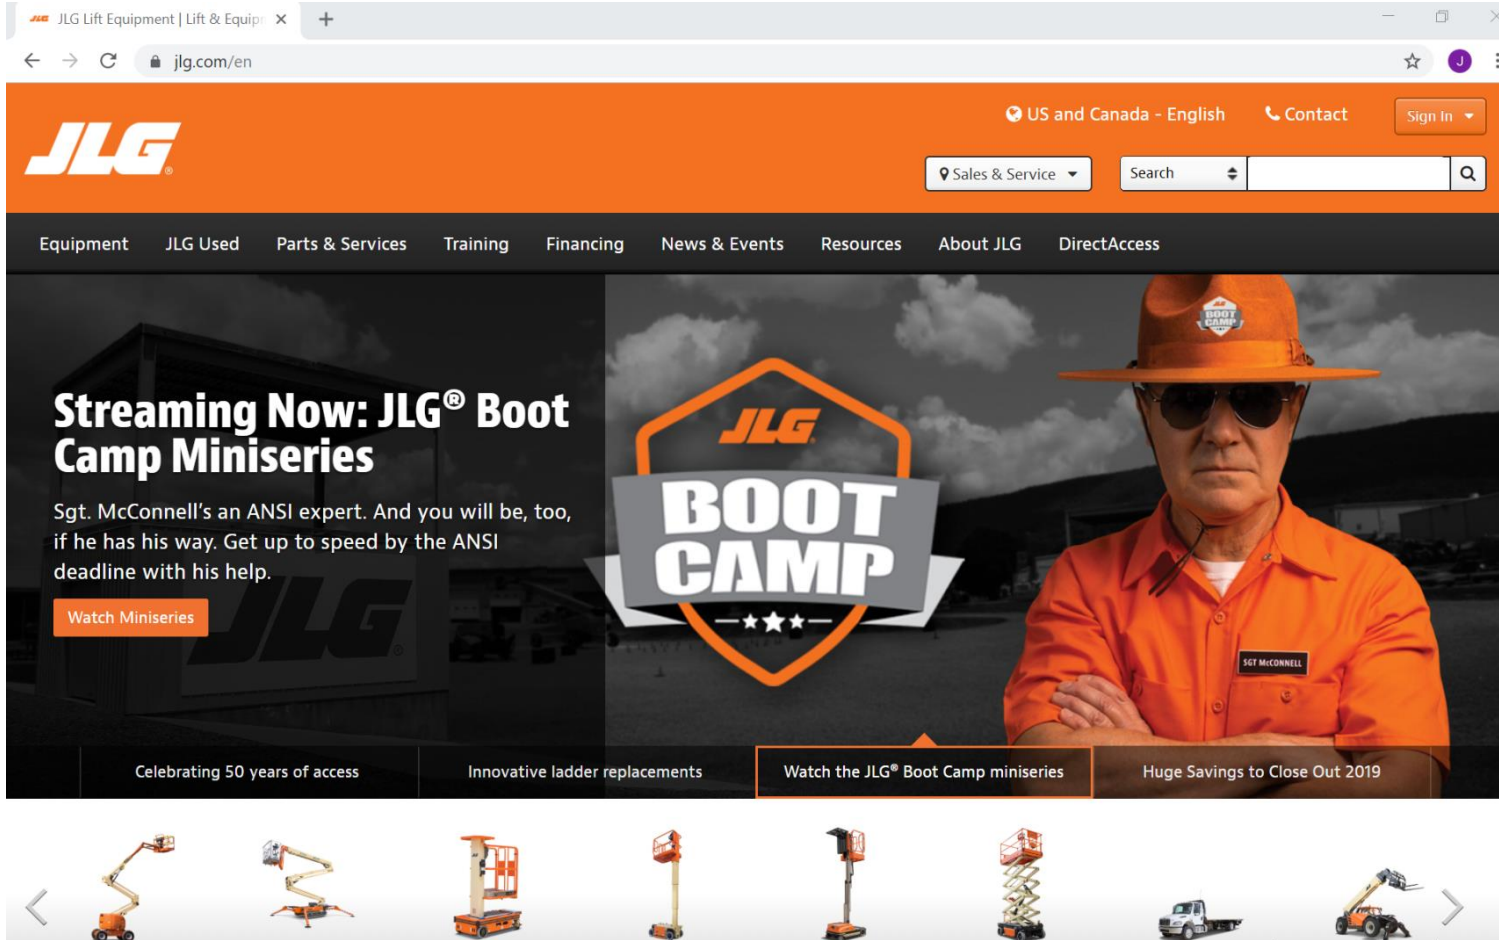 JLG Lift Equipment | Lift & Equip
jlg.com/en
J
US and Canada - English
Contact
Sign In
JLG®
Sales & Service
Search
Equipment
JLG Used
Parts & Services
Training
Financing
News & Events
Resources
About JLG
DirectAccess
BOOT
CAMP
Streaming Now: JLG® Boot
Camp Miniseries
Sgt. McConnell's an ANSI expert. And you will be, too,
if he has his way. Get up to speed by the ANSI
deadline with his help.
Watch Miniseries
JLG
JLG
BOOT
CAMP
SGT McCONNELL
Celebrating 50 years of access
Innovative ladder replacements
Watch the JLG® Boot Camp miniseries
Huge Savings to Close Out 2019